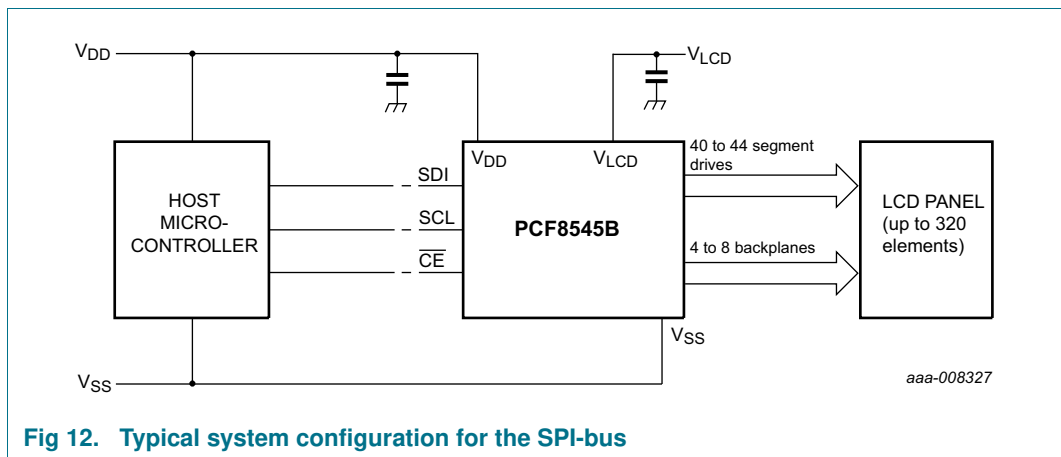 VDD
VLCD
VDD
VLCD
40 to 44 segment
drives
HOST
MICRO-
CONTROLLER
SDI
SCL
CE
PCF8545B
4 to 8 backplanes
LCD PANEL
(up to 320
elements)
VSS
VSS
aaa-008327
Fig 12. Typical system configuration for the SPI-bus